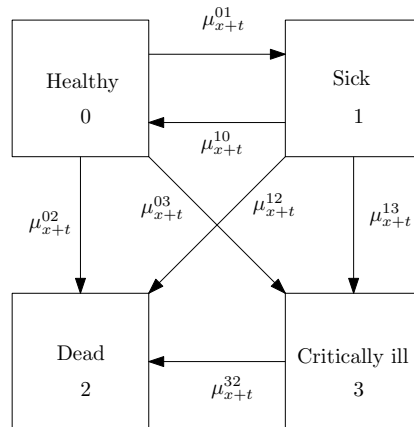 μ^{01}_{x+t}
Healthy
0
Sick
1
μ^{10}_{x+t}
μ^{02}_{x+t}
μ^{03}_{x+t}
μ^{12}_{x+t}
μ^{13}_{x+t}
Dead
2
Critically ill
3
μ^{32}_{x+t}